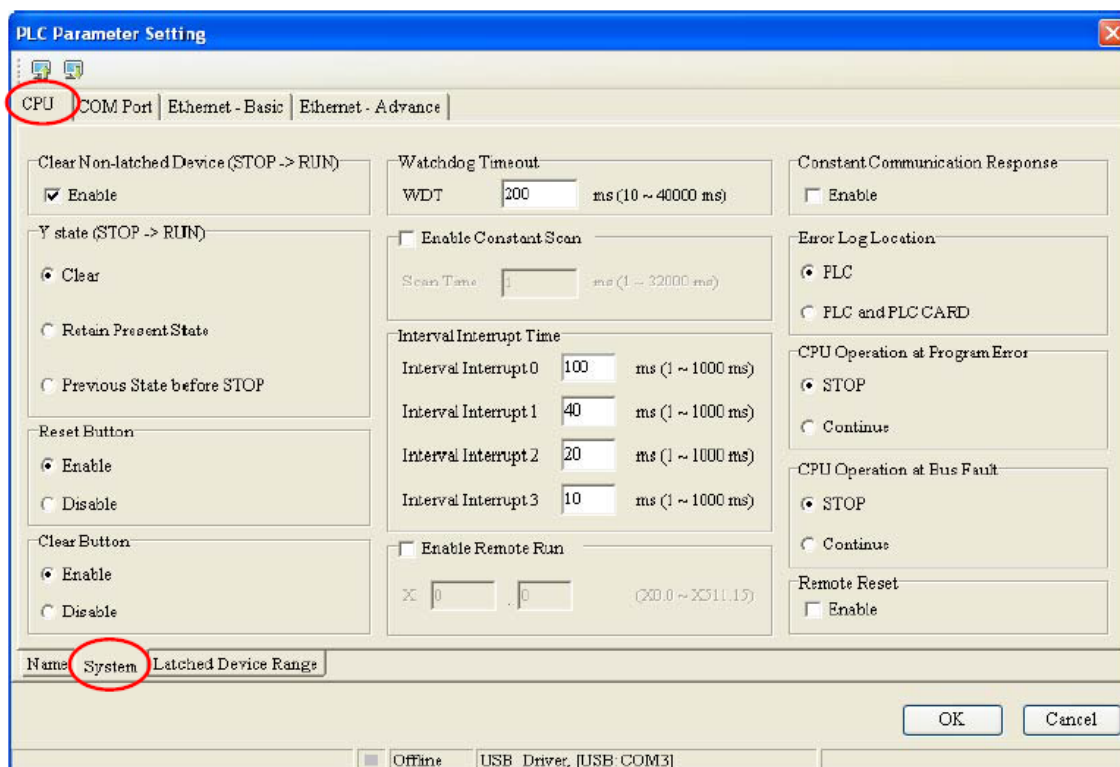 PLC Parameter Setting
CPU COM Port Ethernet - Basic Ethernet - Advance
Clear Non-latched Device (STOP -> RUN)
Enable
Y state (STOP -> RUN)
Clear
Retain Present State
Previous State before STOP
Reset Button
Enable
Disable
Clear Button
Enable
Disable
Watchdog Timeout
WDT 200 ms (10 ~ 40000 ms)
Enable Constant Scan
Scan Time 1 ms (1 ~ 32000 ms)
Interval Interrupt Time
Interval Interrupt 0 100 ms (1 ~ 1000 ms)
Interval Interrupt 1 40 ms (1 ~ 1000 ms)
Interval Interrupt 2 20 ms (1 ~ 1000 ms)
Interval Interrupt 3 10 ms (1 ~ 1000 ms)
Enable Remote Run
X 0 . 0 (X0.0 ~ X511.15)
Constant Communication Response
Enable
Error Log Location
PLC
PLC and PLC CARD
CPU Operation at Program Error
STOP
Continue
CPU Operation at Bus Fault
STOP
Continue
Remote Reset
Enable
Name System Latched Device Range
OK Cancel
Offline USB Driver, [USB: COM3]